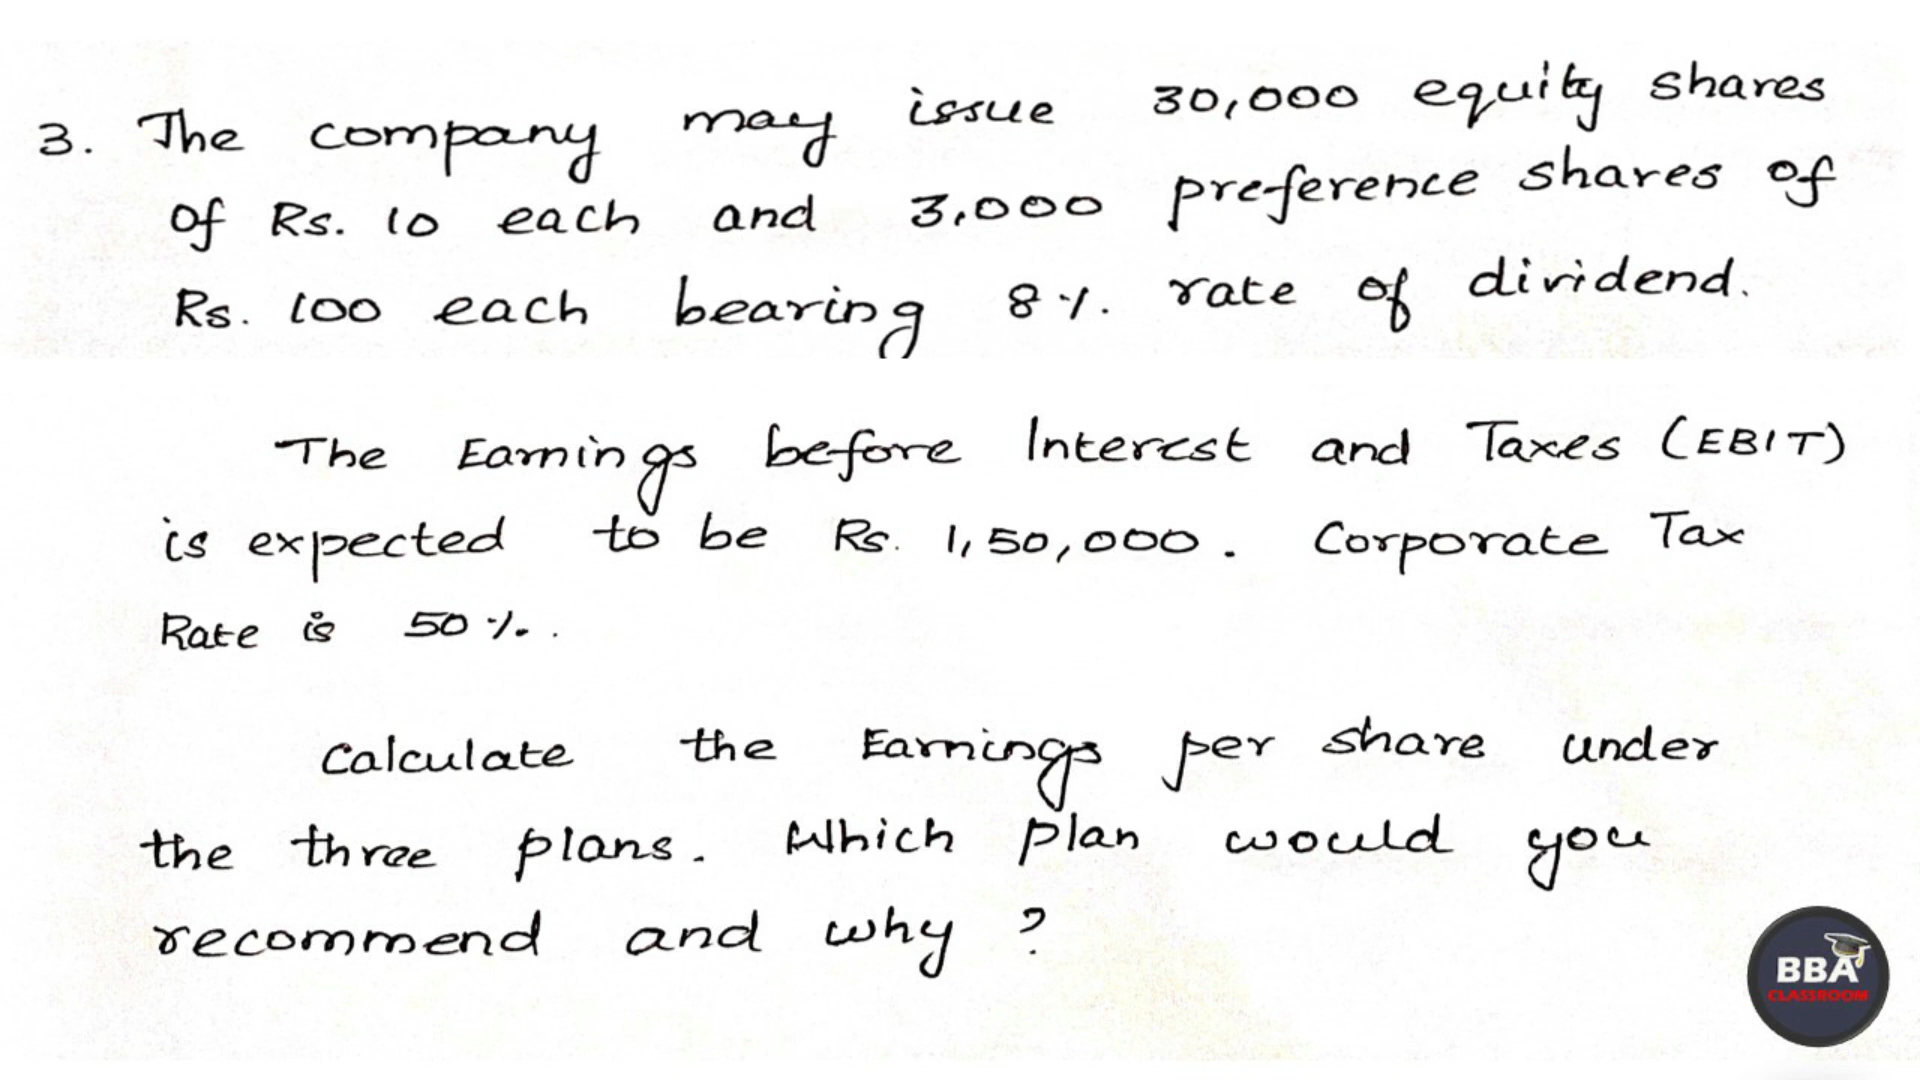 3. The company may issue 30,000 equity shares
of Rs. 10 each and 3,000 preference shares of
Rs. 100 each bearing 8%. rate of dividend.
The Earnings before Interest and Taxes (EBIT)
is expected to be Rs. 1,50,000. Corporate Tax
Rate is 50%.
Calculate the Earnings per share under
the three plans. Which plan would you
recommend and why?
BBA
CLASSROOM